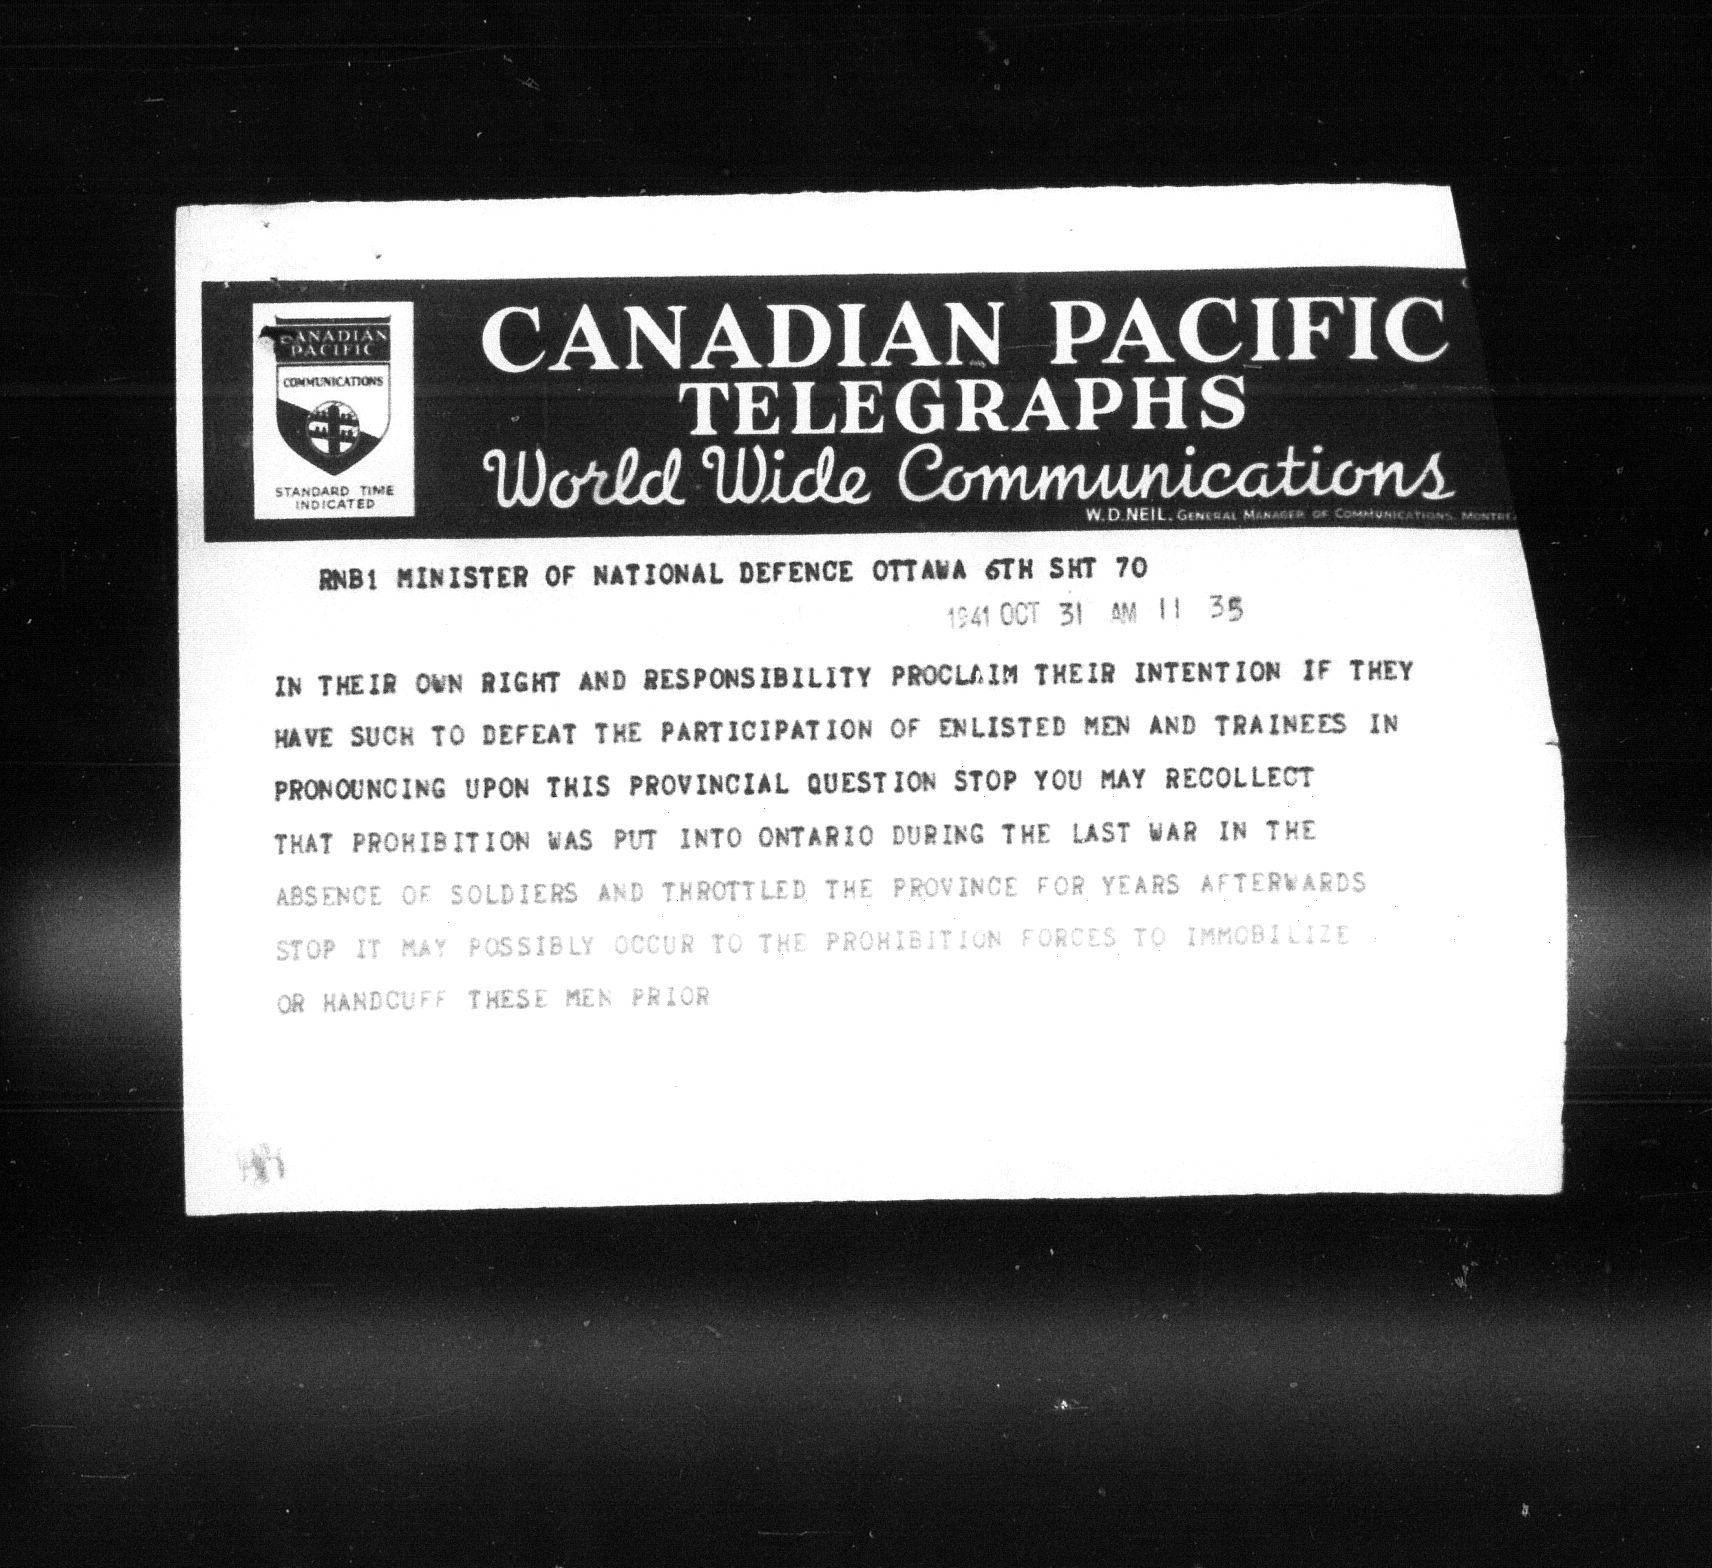 CANADIAN PACIFIC
TELEGRAPHS
World Wide Communications
W.D.NEIL, GENERAL MANAGER OF COMMUNICATIONS, MONTRE
CANADIAN
PACIFIC
COMMUNICATIONS
STANDARD TIME
INDICATED
RNB1 MINISTER OF NATIONAL DEFENCE OTTAWA 6TH SHT 70
1941 OCT 31 AM 11 35
IN THEIR OWN RIGHT AND RESPONSIBILITY PROCLAIM THEIR INTENTION IF THEY
HAVE SUCH TO DEFEAT THE PARTICIPATION OF ENLISTED MEN AND TRAINEES IN
PRONOUNCING UPON THIS PROVINCIAL QUESTION STOP YOU MAY RECOLLECT
THAT PROHIBITION WAS PUT INTO ONTARIO DURING THE LAST WAR IN THE
ABSENCE OF SOLDIERS AND THROTTLED THE PROVINCE FOR YEARS AFTERWARDS
STOP IT MAY POSSIBLY OCCUR TO THE PROHIBITION FORCES TO IMMOBILIZE
OR HANDCUFF THESE MEN PRIOR